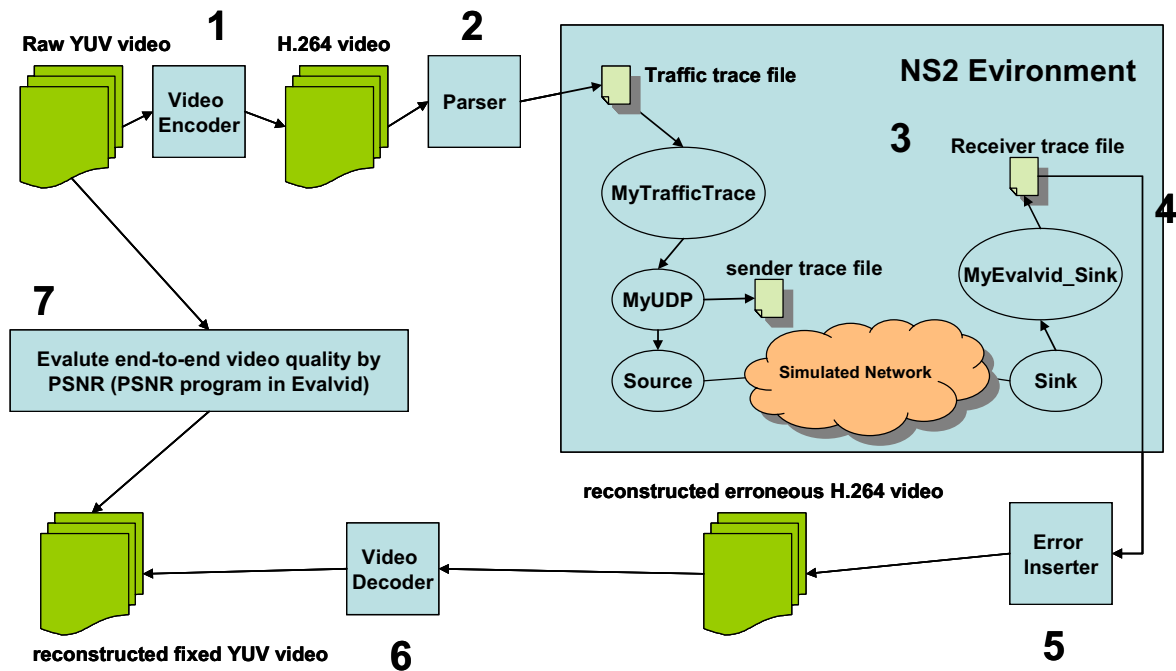 1
2
Raw YUV video
H.264 video
Video
Encoder
Parser
Traffic trace file
NS2 Evironment
3
Receiver trace file
4
MyTrafficTrace
sender trace file
MyUDP
MyEvalvid_Sink
Source
Simulated Network
Sink
7
Evalute end-to-end video quality by
PSNR (PSNR program in Evalvid)
reconstructed erroneous H.264 video
Error
Inserter
5
Video
Decoder
6
reconstructed fixed YUV video